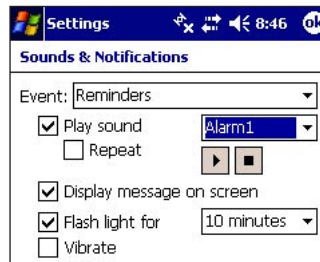 Settings 8:46 ok
Sounds & Notifications
Event: Reminders
Play sound Alarm1
Repeat
Display message on screen
Flash light for 10 minutes
Vibrate